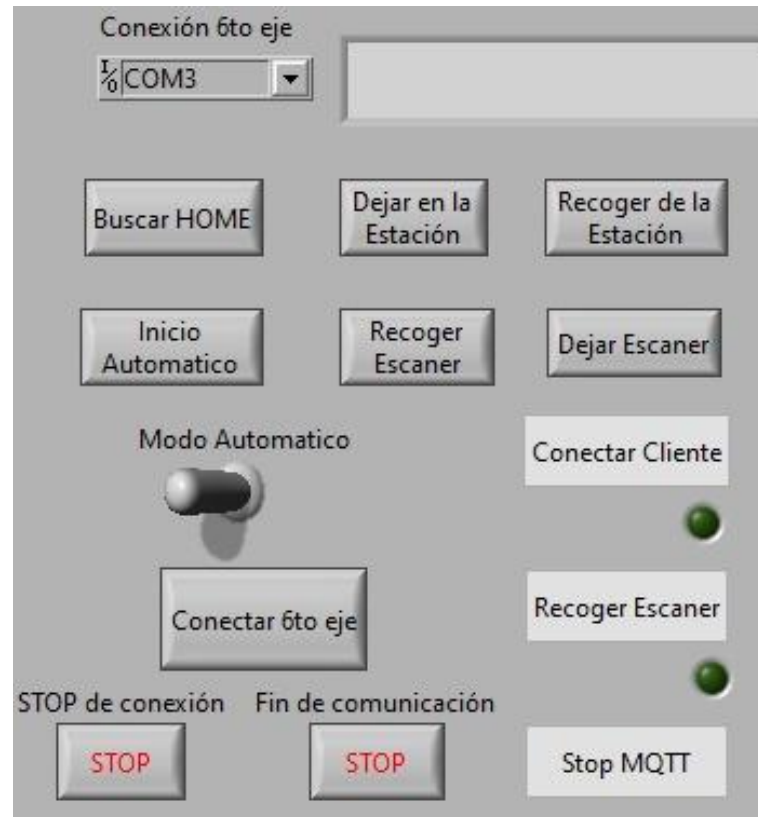 Conexión 6to eje
I/O COM3
Buscar HOME
Dejar en la
Estación
Recoger de la
Estación
Inicio
Automatico
Recoger
Escaner
Dejar Escaner
Modo Automatico
Conectar Cliente
Conectar 6to eje
Recoger Escaner
STOP de conexión
Fin de comunicación
STOP
STOP
Stop MQTT